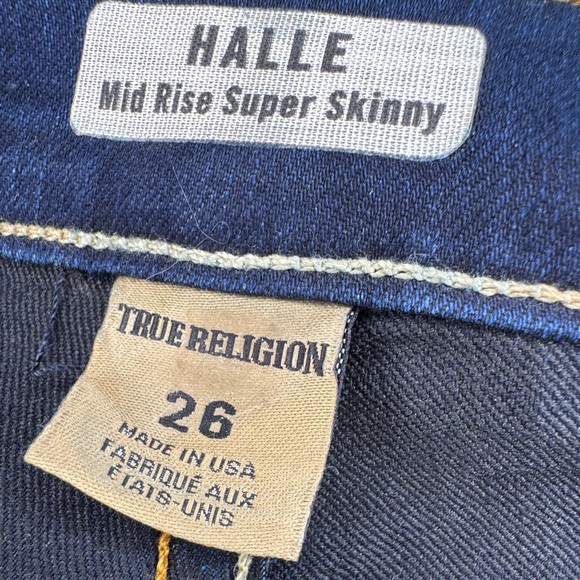 HALLE
Mid Rise Super Skinny
TRUE RELIGION
26
MADE IN USA
FABRIQUÉ AUX
ÉTATS-UNIS